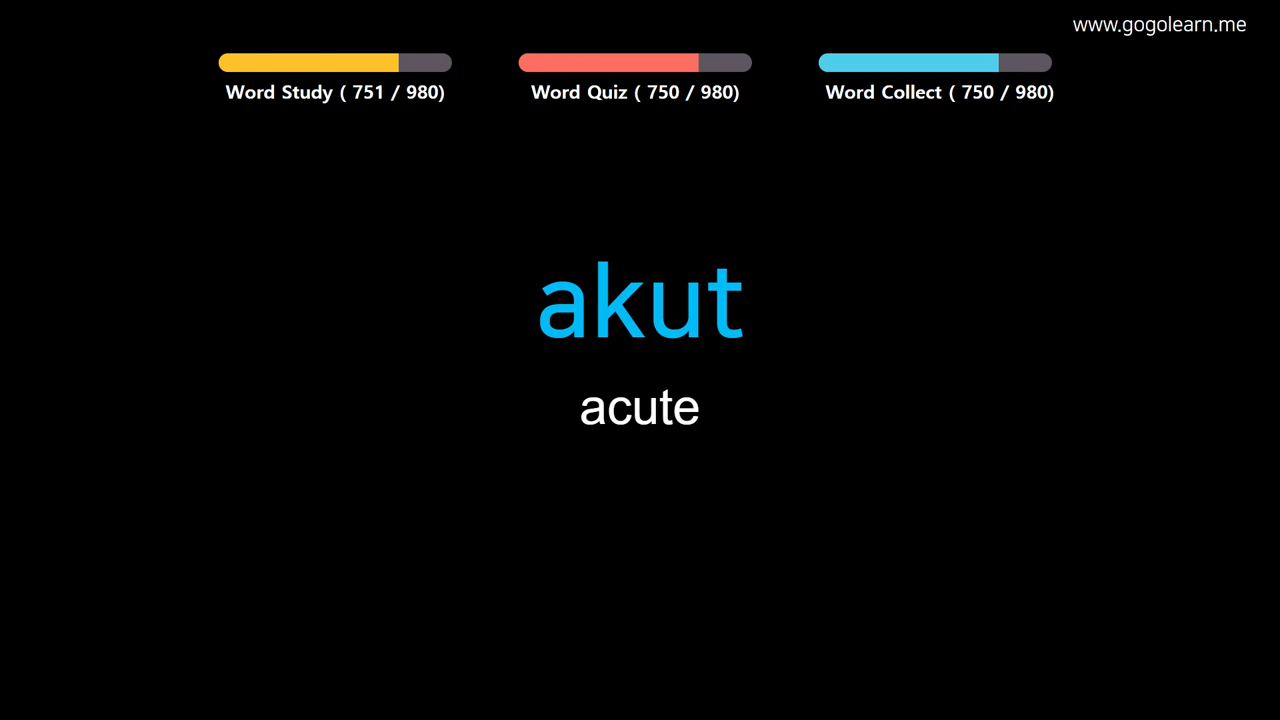 www.gogolearn.me
Word Study ( 751 / 980)
Word Quiz ( 750 / 980)
Word Collect ( 750 / 980)
akut
acute